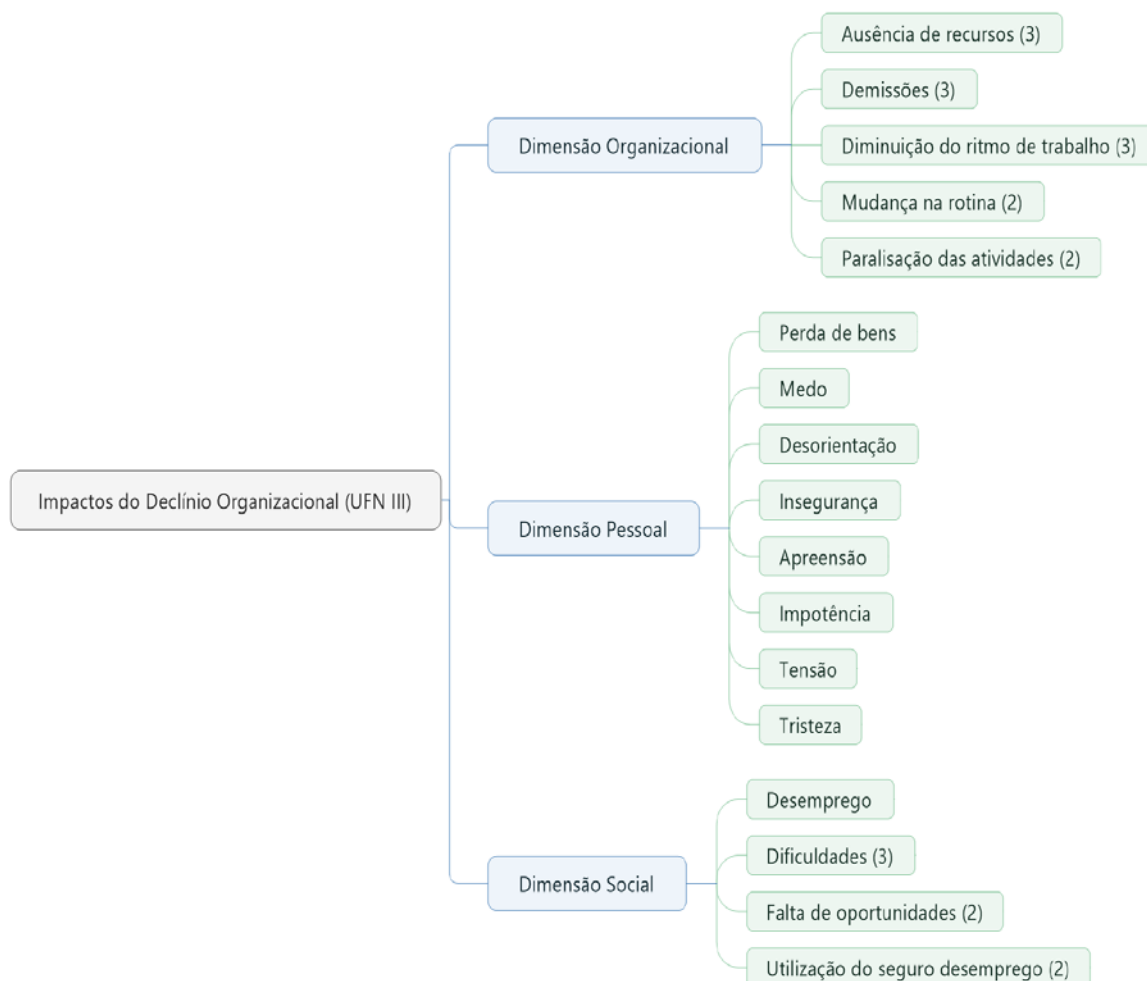 Impactos do Declínio Organizacional (UFN III)
Dimensão Organizacional
Ausência de recursos (3)
Demissões (3)
Diminuição do ritmo de trabalho (3)
Mudança na rotina (2)
Paralisação das atividades (2)
Dimensão Pessoal
Perda de bens
Medo
Desorientação
Insegurança
Apreensão
Impotência
Tensão
Tristeza
Dimensão Social
Desemprego
Dificuldades (3)
Falta de oportunidades (2)
Utilização do seguro desemprego (2)